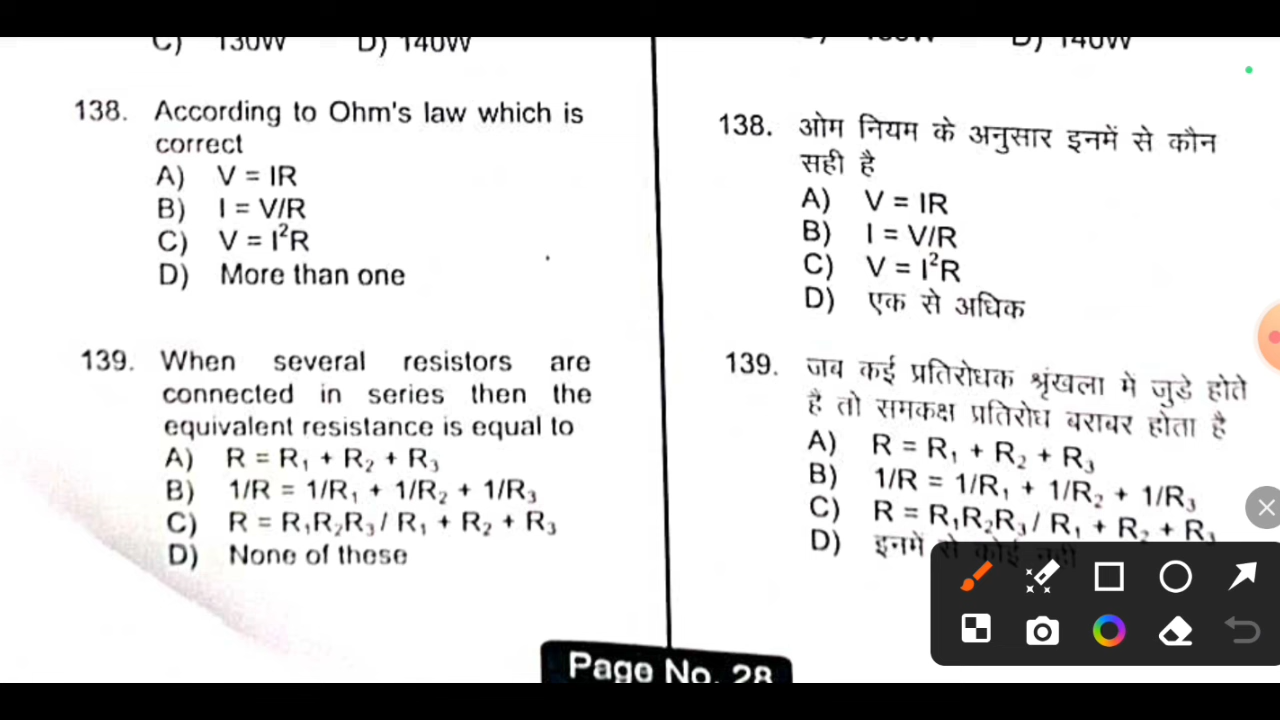 C) 130W D) 140W
138. According to Ohm's law which is
correct
A) V = IR
B) I = V/R
C) V = I²R
D) More than one
139. When several resistors are
connected in series then the
equivalent resistance is equal to
A) R = R₁ + R₂ + R₃
B) 1/R = 1/R₁ + 1/R₂ + 1/R₃
C) R = R₁R₂R₃ / R₁ + R₂ + R₃
D) None of these
D) 140W
138. ओम नियम के अनुसार इनमें से कौन
सही है
A) V = IR
B) I = V/R
C) V = I²R
D) एक से अधिक
139. जब कई प्रतिरोधक श्रृंखला में जुड़े होते
है तो समकक्ष प्रतिरोध बराबर होता है
A) R = R₁ + R₂ + R₃
B) 1/R = 1/R₁ + 1/R₂ + 1/R₃
C) R = R₁R₂R₃ / R₁ + R₂ + R₃
D) इनमें से कोई नही
Page No. 28